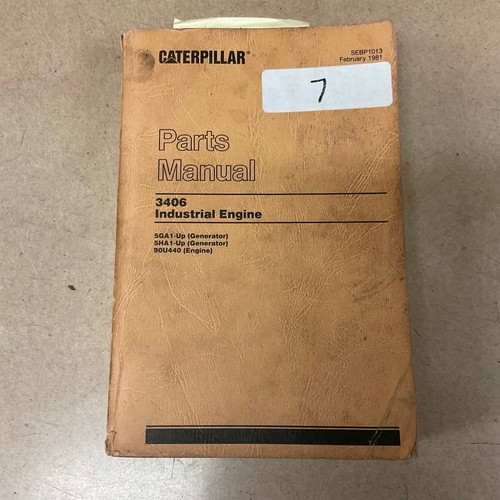 CATERPILLAR®
SEBP1013
February 1981
7
Parts
Manual
3406
Industrial Engine
5GA1-Up (Generator)
5HA1-Up (Generator)
90U440 (Engine)